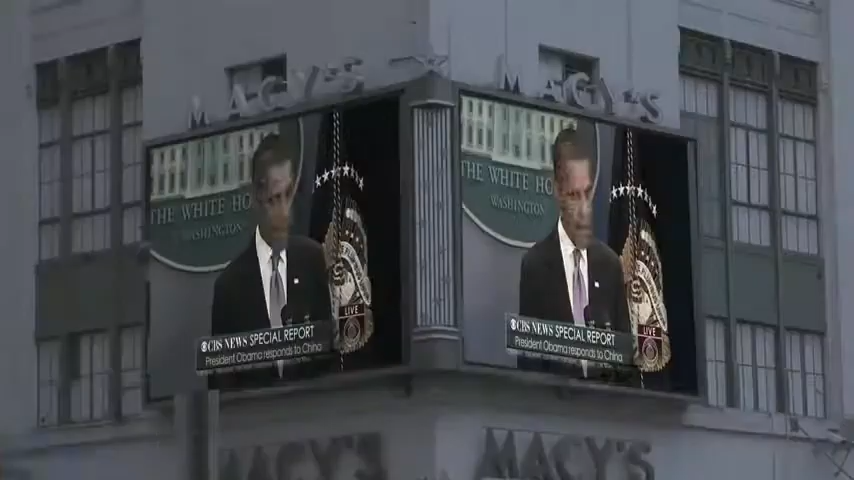 MACY'S
MACY'S
THE WHITE HO
WASHINGTON
THE WHITE HO
WASHINGTON
CBS NEWS SPECIAL REPORT
LIVE
President Obama responds to China
CBS NEWS SPECIAL REPORT
LIVE
President Obama responds to China
MACY'S
MACY'S